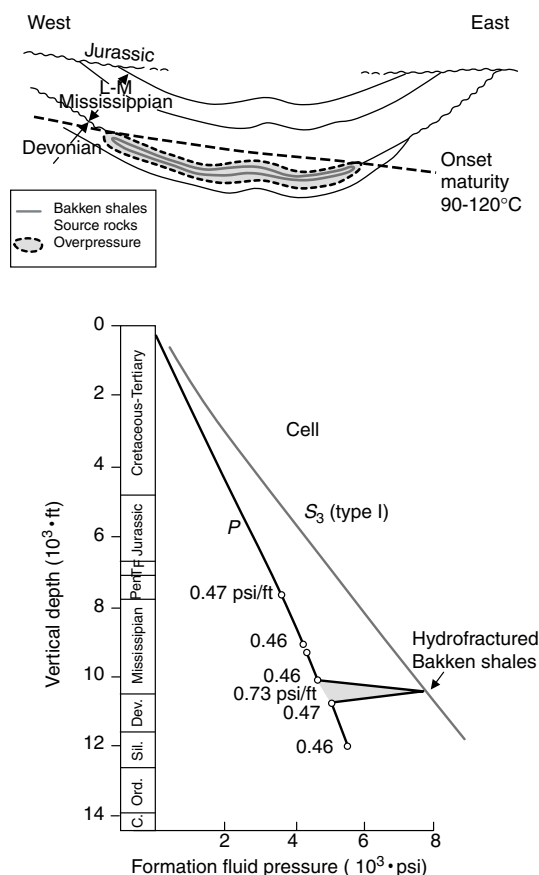 West
East
Jurassic
L-M
Mississippian
Devonian
Onset
maturity
90-120°C
Bakken shales
Source rocks
Overpressure
0
2
4
6
8
10
12
14
Vertical depth (10³•ft)
Cretaceous-Tertiary
Jurassic
TF
Pen
Missisipian
Dev.
Sil.
Ord.
C.
Cell
S₃ (type I)
P
0.47 psi/ft
0.46
0.46
0.73 psi/ft
0.47
0.46
Hydrofractured
Bakken shales
2
4
6
8
Formation fluid pressure ( 10³•psi)